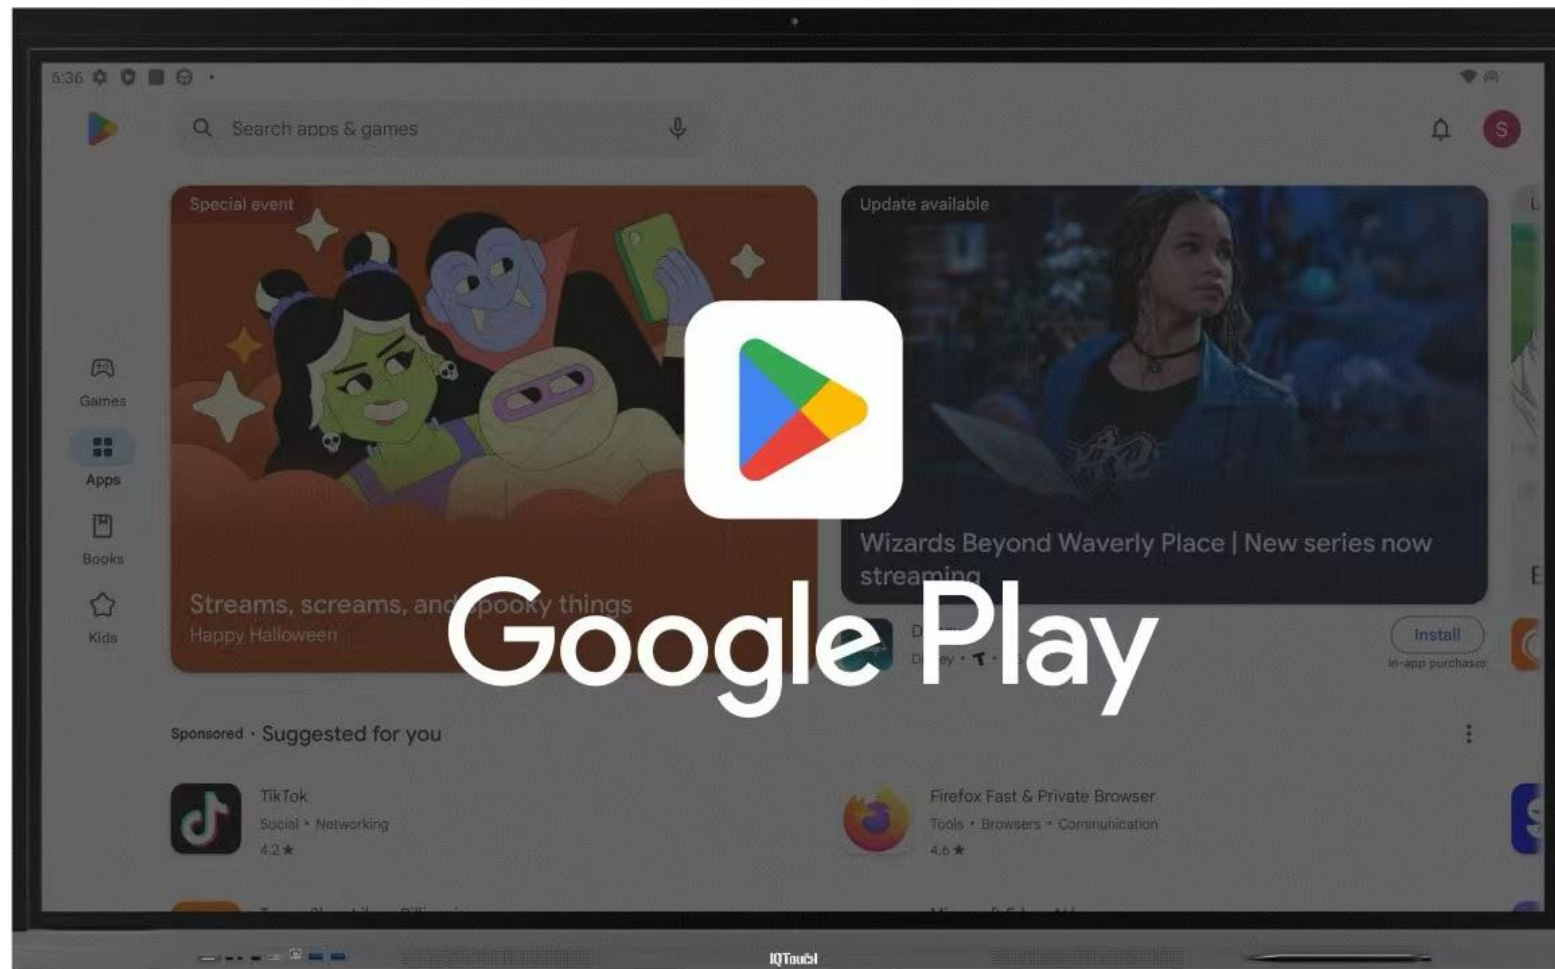 6:36
Search apps & games
S
Special event
Update available
Games
Apps
Books
Kids
Wizards Beyond Waverly Place | New series now
streaming
Streams, screams, and spooky things
Happy Halloween
Google Play
Install
In-app purchases
Sponsored · Suggested for you
TikTok
Social • Networking
4.2★
Firefox Fast & Private Browser
Tools • Browsers • Communication
4.6★
IQTouch